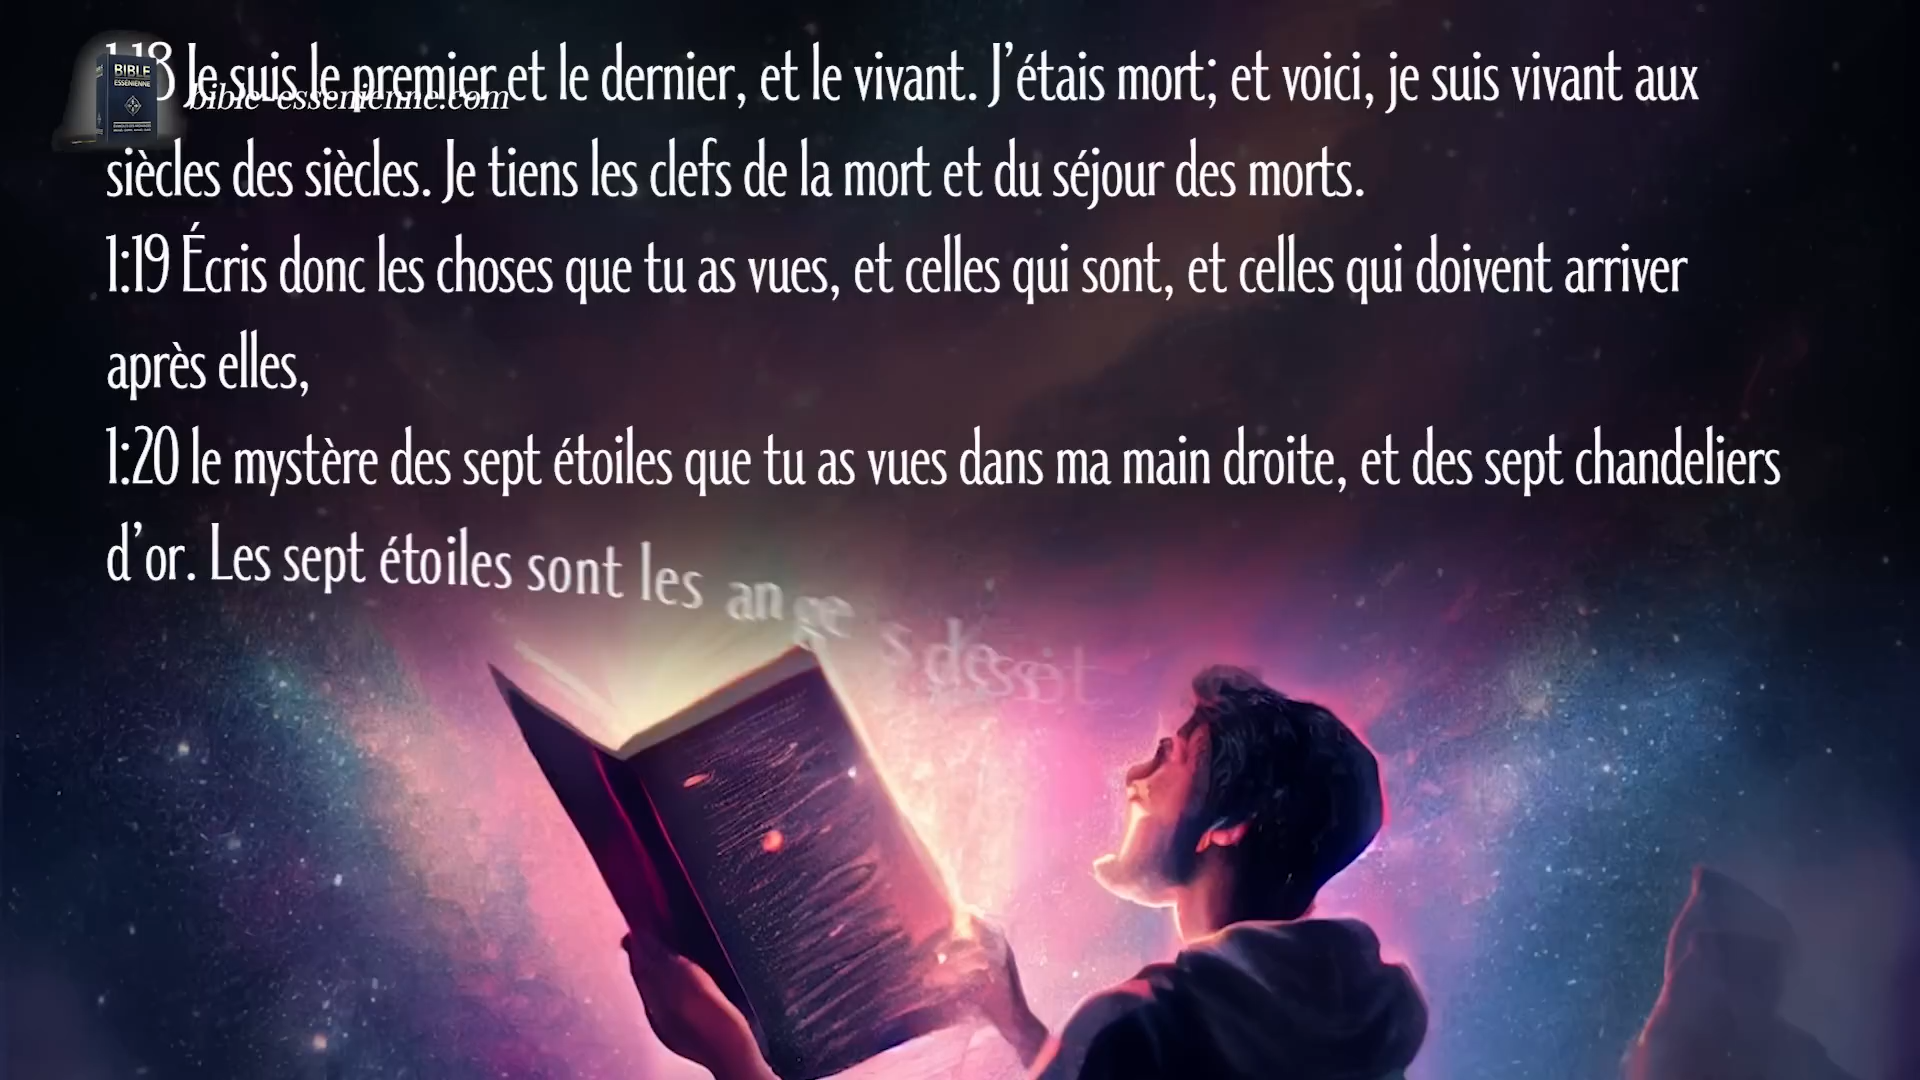 BIBLE
ESSÉNIENNE
bible-essenienne.com
1:18 Je suis le premier et le dernier, et le vivant. J’étais mort; et voici, je suis vivant aux
siècles des siècles. Je tiens les clefs de la mort et du séjour des morts.
1:19 Écris donc les choses que tu as vues, et celles qui sont, et celles qui doivent arriver
après elles,
1:20 le mystère des sept étoiles que tu as vues dans ma main droite, et des sept chandeliers
d’or. Les sept étoiles sont les anges des